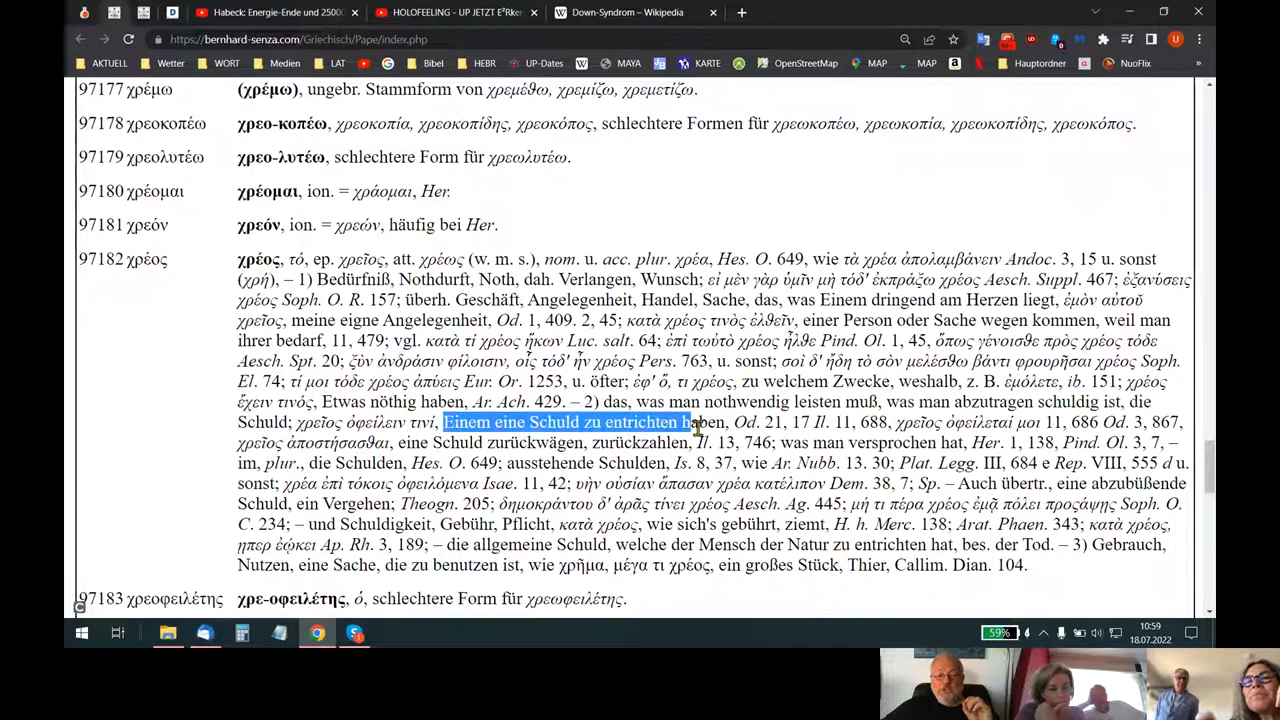 Habeck: Energie-Ende und 2500
HOLOFEELING - UP JETZT E²Rker
Down-Syndrom – Wikipedia
https://bernhard-senza.com/Griechisch/Pape/index.php
AKTUELL Wetter WORT Medien LAT Bibel HEBR UP-Dates MAYA KARTE MAP MAP Hauptordner NuoFlix
97177 χρέμω (χρέμω), ungebr. Stammform von χρεμέθω, χρεμίζω, χρεμετίζω.
97178 χρεοκοπέω χρεο-κοπέω, χρεοκοπία, χρεοκοπίδης, χρεοκόπος, schlechtere Formen für χρεωκοπέω, χρεωκοπία, χρεωκοπίδης, χρεωκόπος.
97179 χρεολυτέω χρεο-λυτέω, schlechtere Form für χρεωλυτέω.
97180 χρέομαι χρέομαι, ion. = χράομαι, Her.
97181 χρεόν χρεόν, ion. = χρεών, häufig bei Her.
97182 χρέος χρέος, τό, ep. χρεῖος, att. χρέως (w. m. s.), nom. u. acc. plur. χρέα, Hes. O. 649, wie τὰ χρέα ἀπολαμβάνειν Andoc. 3, 15 u. sonst
(χρή), – 1) Bedürfniß, Nothdurft, Noth, dah. Verlangen, Wunsch; εἰ μὲν γὰρ ὑμῖν μὴ τόδ' ἐκπράξω χρέος Aesch. Suppl. 467; ἐξανύσεις
χρέος Soph. O. R. 157; überh. Geschäft, Angelegenheit, Handel, Sache, das, was Einem dringend am Herzen liegt, ἐμὸν αὐτοῦ
χρεῖος, meine eigne Angelegenheit, Od. 1, 409. 2, 45; κατὰ χρέος τινὸς ἐλθεῖν, einer Person oder Sache wegen kommen, weil man
ihrer bedarf, 11, 479; vgl. κατὰ τί χρέος ἥκων Luc. salt. 64; ἐπὶ τωὐτὸ χρέος ἦλθε Pind. Ol. 1, 45, ὅπως γένοισθε πρὸς χρέος τόδε
Aesch. Spt. 20; ξὺν ἀνδράσιν φίλοισιν, οἷς τόδ' ἦν χρέος Pers. 763, u. sonst; σοὶ δ' ἤδη τὸ σὸν μελέσθω βάντι φρουρῆσαι χρέος Soph.
El. 74; τί μοι τόδε χρέος ἀπύεις Eur. Or. 1253, u. öfter; ἐφ' ὅ, τι χρέος, zu welchem Zwecke, weshalb, z. B. ἐμόλετε, ib. 151; χρέος
ἔχειν τινός, Etwas nöthig haben, Ar. Ach. 429. – 2) das, was man nothwendig leisten muß, was man abzutragen schuldig ist, die
Schuld; χρεῖος ὀφείλειν τινί, Einem eine Schuld zu entrichten haben, Od. 21, 17 Il. 11, 688, χρεῖος ὀφείλεταί μοι 11, 686 Od. 3, 867,
χρεῖος ἀποστήσασθαι, eine Schuld zurückwägen, zurückzahlen, Il. 13, 746; was man versprochen hat, Her. 1, 138, Pind. Ol. 3, 7, –
im, plur., die Schulden, Hes. O. 649; ausstehende Schulden, Is. 8, 37, wie Ar. Nubb. 13. 30; Plat. Legg. III, 684 e Rep. VIII, 555 d u.
sonst; χρέα ἐπὶ τόκοις ὀφειλόμενα Isae. 11, 42; υὴν οὐσίαν ἅπασαν χρέα κατέλιπον Dem. 38, 7; Sp. – Auch übertr., eine abzubüßende
Schuld, ein Vergehen; Theogn. 205; δημοκράντου δ' ἀρᾶς τίνει χρέος Aesch. Ag. 445; μή τι πέρα χρέος ἐμᾷ πόλει προσάψης Soph. O.
C. 234; – und Schuldigkeit, Gebühr, Pflicht, κατὰ χρέος, wie sich's gebührt, ziemt, H. h. Merc. 138; Arat. Phaen. 343; κατὰ χρέος,
ᾗπερ ἐῴκει Ap. Rh. 3, 189; – die allgemeine Schuld, welche der Mensch der Natur zu entrichten hat, bes. der Tod. – 3) Gebrauch,
Nutzen, eine Sache, die zu benutzen ist, wie χρῆμα, μέγα τι χρέος, ein großes Stück, Thier, Callim. Dian. 104.
97183 χρεοφειλέτης χρε-οφειλέτης, ὁ, schlechtere Form für χρεωφειλέτης.
59%
10:59
18.07.2022